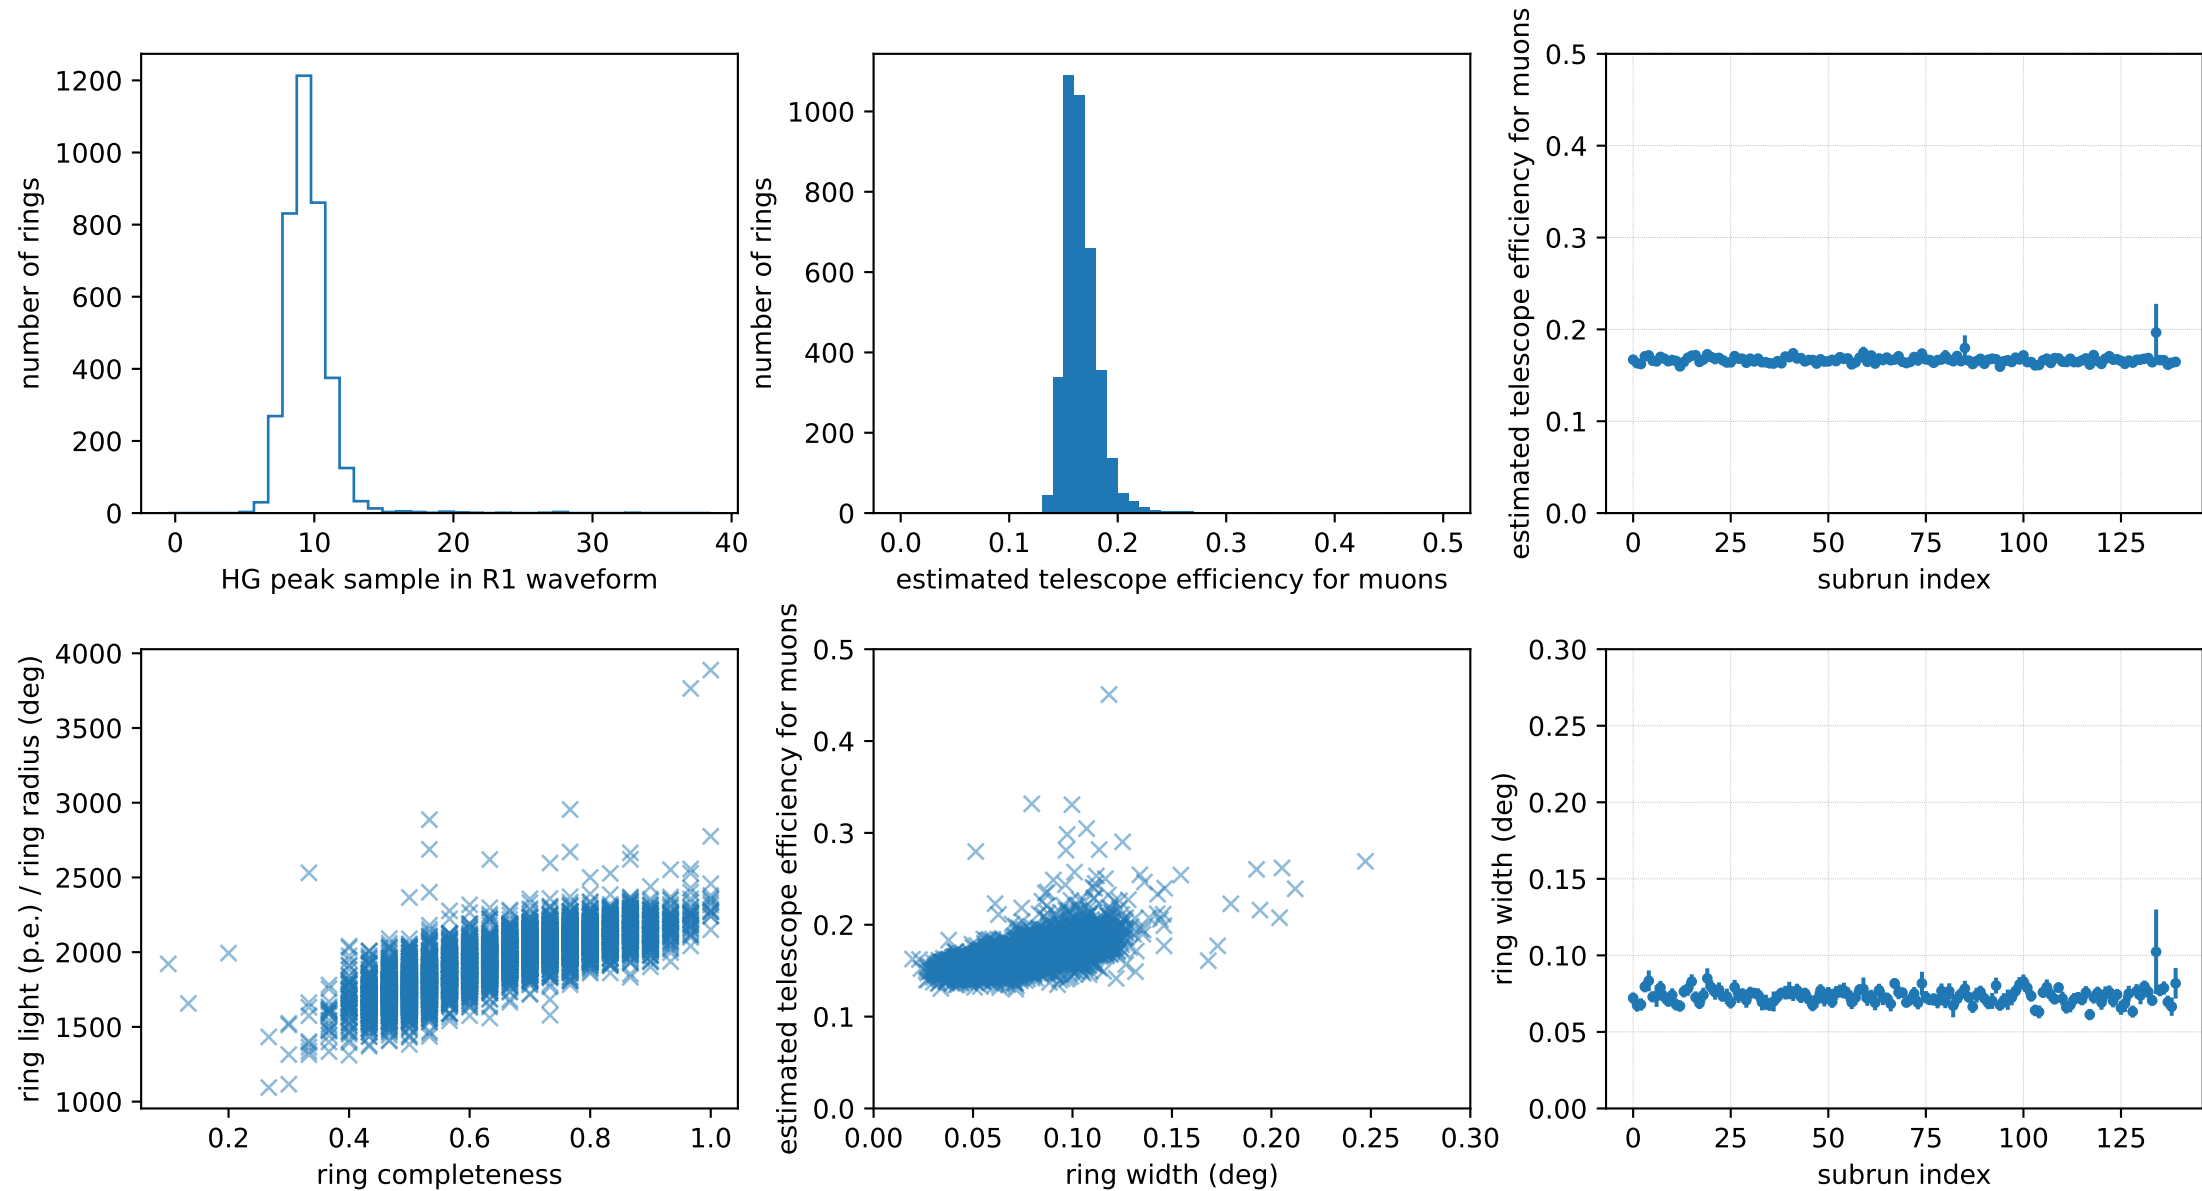 number of rings
1200
1000
800
600
400
200
0
0 10 20 30 40
HG peak sample in R1 waveform
number of rings
1000
800
600
400
200
0
0.0 0.1 0.2 0.3 0.4 0.5
estimated telescope efficiency for muons
estimated telescope efficiency for muons
0.5
0.4
0.3
0.2
0.1
0.0
0 25 50 75 100 125
subrun index
ring light (p.e.) / ring radius (deg)
4000
3500
3000
2500
2000
1500
1000
0.2 0.4 0.6 0.8 1.0
ring completeness
estimated telescope efficiency for muons
0.5
0.4
0.3
0.2
0.1
0.0
0.00 0.05 0.10 0.15 0.20 0.25 0.30
ring width (deg)
ring width (deg)
0.30
0.25
0.20
0.15
0.10
0.05
0.00
0 25 50 75 100 125
subrun index